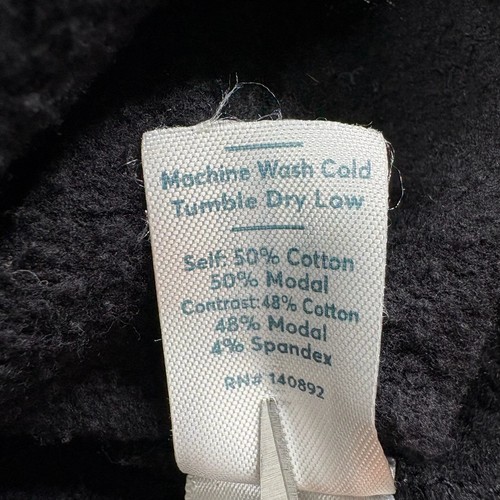 Machine Wash Cold
Tumble Dry Low
Self: 50% Cotton
50% Modal
Contrast: 48% Cotton
48% Modal
4% Spandex
RN# 140892